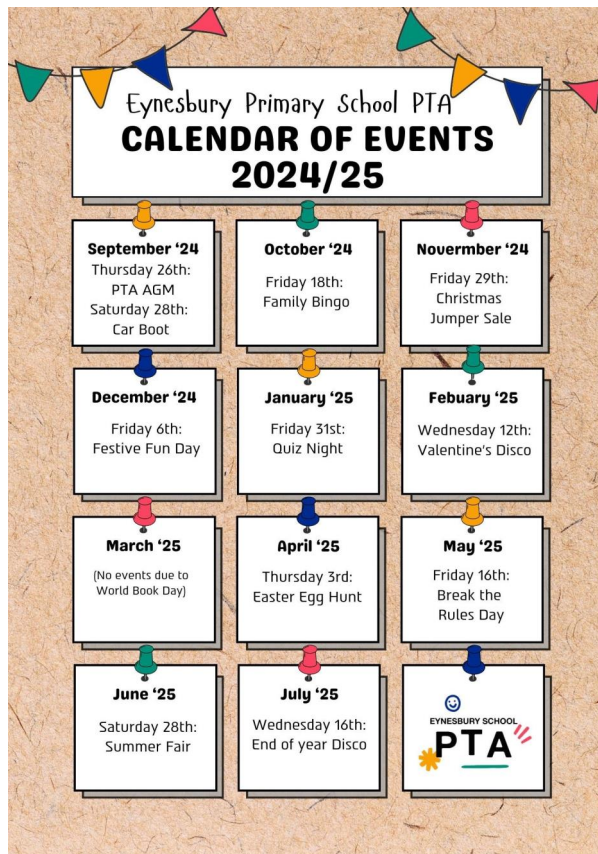 Eynesbury Primary School PTA
CALENDAR OF EVENTS
2024/25
September ‘24
Thursday 26th:
PTA AGM
Saturday 28th:
Car Boot
October ‘24
Friday 18th:
Family Bingo
Novermber ‘24
Friday 29th:
Christmas
Jumper Sale
December ‘24
Friday 6th:
Festive Fun Day
January ‘25
Friday 31st:
Quiz Night
Febuary ‘25
Wednesday 12th:
Valentine's Disco
March ‘25
(No events due to
World Book Day)
April ‘25
Thursday 3rd:
Easter Egg Hunt
May ‘25
Friday 16th:
Break the
Rules Day
June ‘25
Saturday 28th:
Summer Fair
July ‘25
Wednesday 16th:
End of year Disco
EYNESBURY SCHOOL
PTA